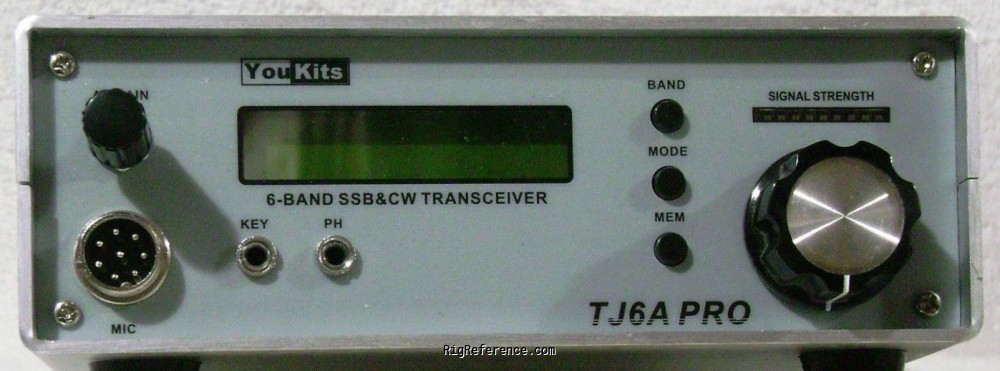 YouKits
BAND
SIGNAL STRENGTH
MODE
6-BAND SSB&CW TRANSCEIVER
MEM
KEY
PH
MIC
TJ6A PRO
RigReference.com